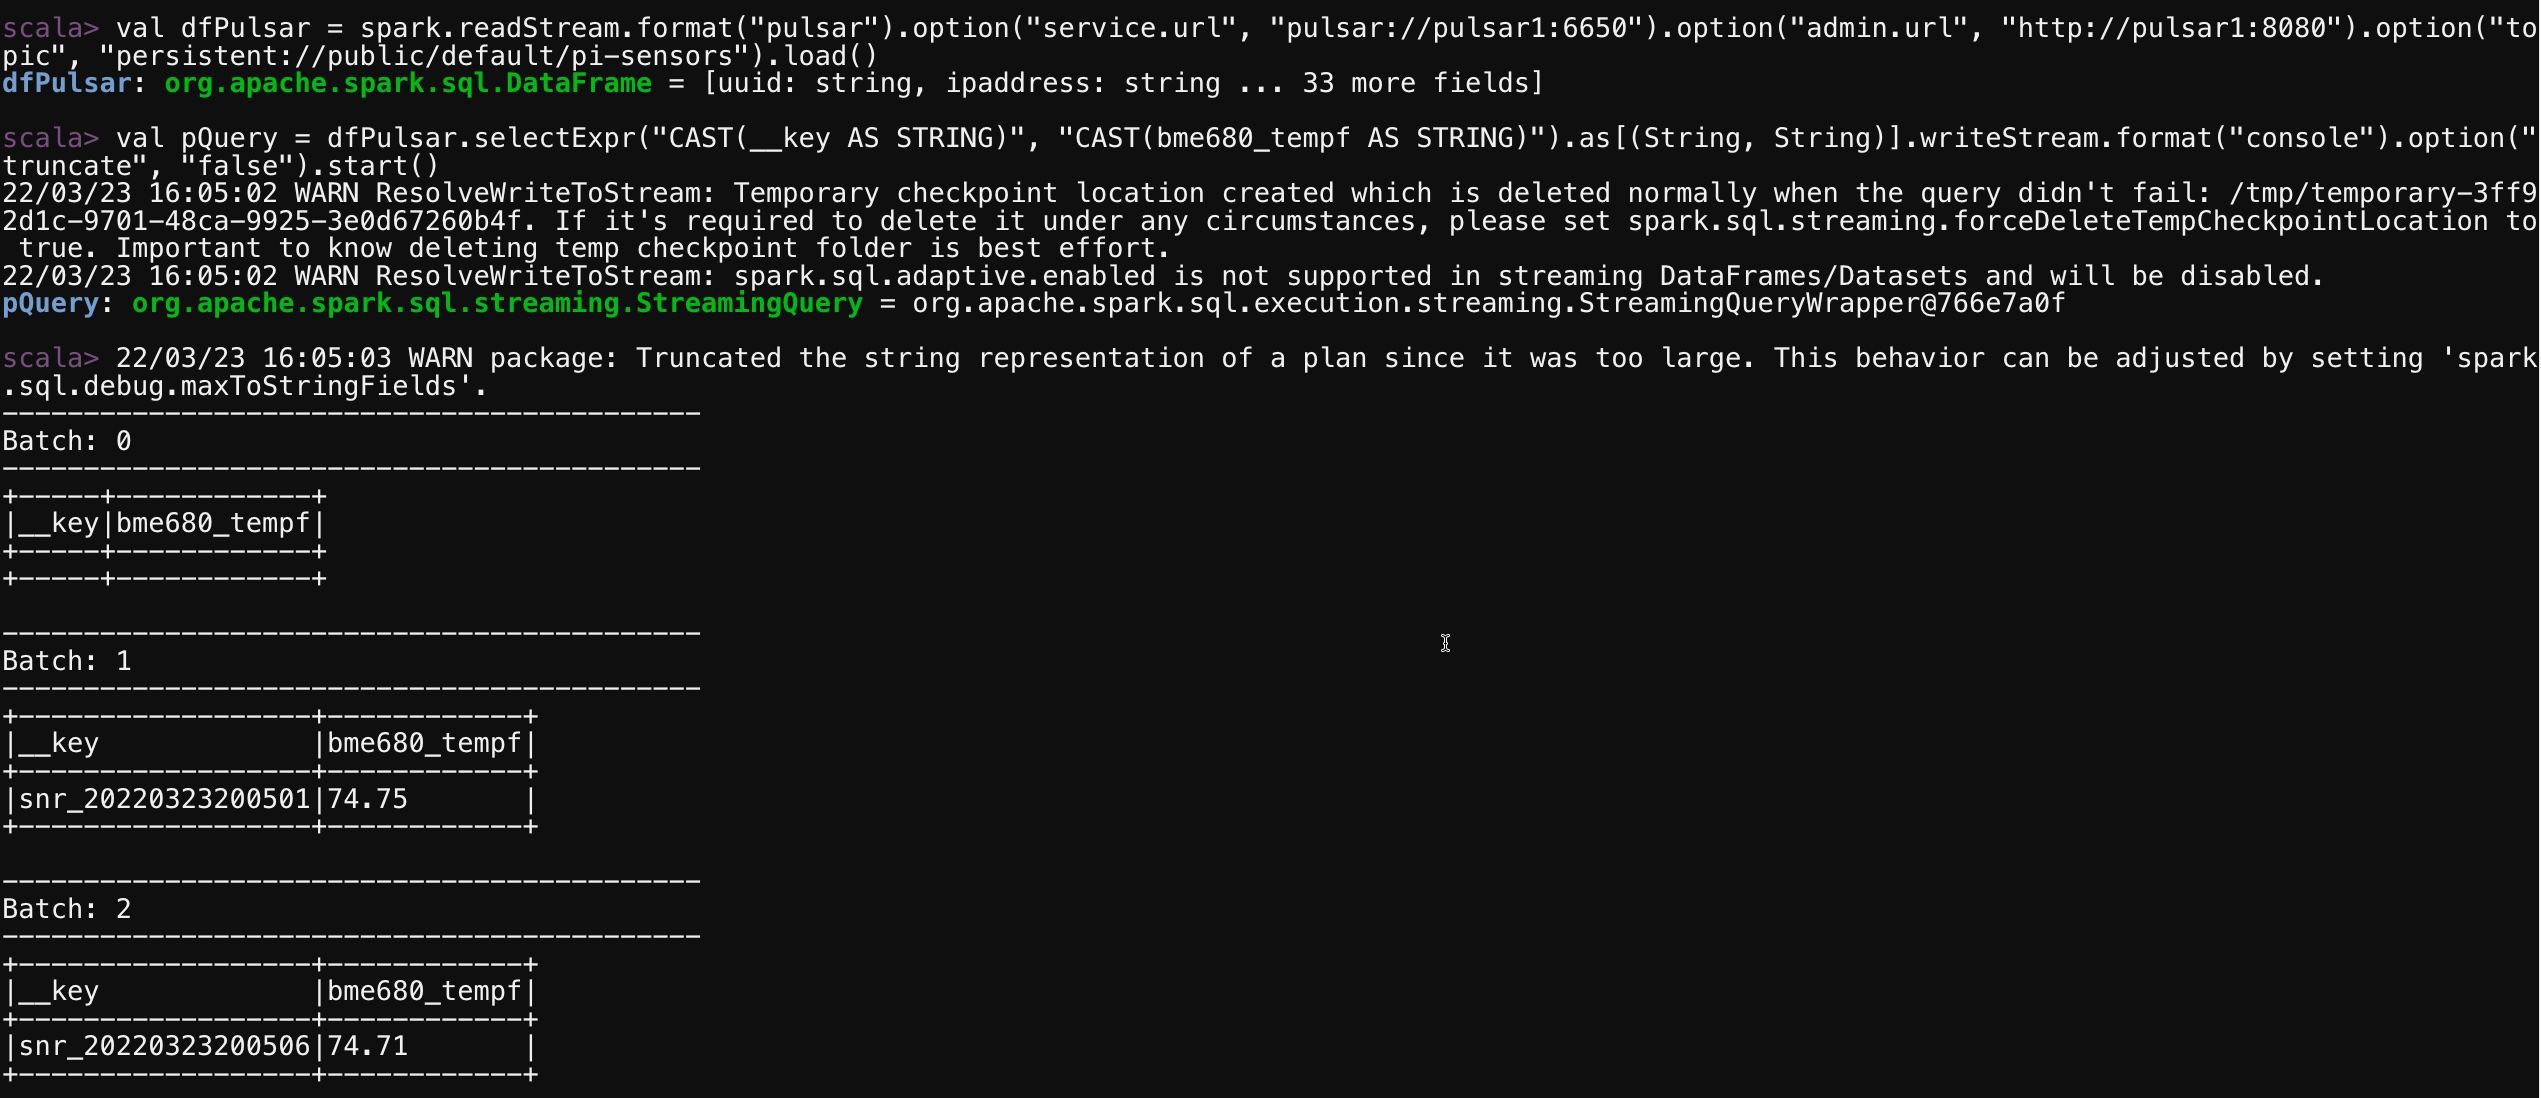 scala> val dfPulsar = spark.readStream.format("pulsar").option("service.url", "pulsar://pulsar1:6650").option("admin.url", "http://pulsar1:8080").option("to
pic", "persistent://public/default/pi-sensors").load()
dfPulsar: org.apache.spark.sql.DataFrame = [uuid: string, ipaddress: string ... 33 more fields]

scala> val pQuery = dfPulsar.selectExpr("CAST(__key AS STRING)", "CAST(bme680_tempf AS STRING)").as[(String, String)].writeStream.format("console").option("
truncate", "false").start()
22/03/23 16:05:02 WARN ResolveWriteToStream: Temporary checkpoint location created which is deleted normally when the query didn't fail: /tmp/temporary-3ff9
2d1c-9701-48ca-9925-3e0d67260b4f. If it's required to delete it under any circumstances, please set spark.sql.streaming.forceDeleteTempCheckpointLocation to
 true. Important to know deleting temp checkpoint folder is best effort.
22/03/23 16:05:02 WARN ResolveWriteToStream: spark.sql.adaptive.enabled is not supported in streaming DataFrames/Datasets and will be disabled.
pQuery: org.apache.spark.sql.streaming.StreamingQuery = org.apache.spark.sql.execution.streaming.StreamingQueryWrapper@766e7a0f

scala> 22/03/23 16:05:03 WARN package: Truncated the string representation of a plan since it was too large. This behavior can be adjusted by setting 'spark
.sql.debug.maxToStringFields'.
-------------------------------------------
Batch: 0
-------------------------------------------
+-----+------------+
|__key|bme680_tempf|
+-----+------------+
+-----+------------+

-------------------------------------------
Batch: 1
-------------------------------------------
+------------------+------------+
|__key             |bme680_tempf|
+------------------+------------+
|snr_20220323200501|74.75       |
+------------------+------------+

-------------------------------------------
Batch: 2
-------------------------------------------
+------------------+------------+
|__key             |bme680_tempf|
+------------------+------------+
|snr_20220323200506|74.71       |
+------------------+------------+